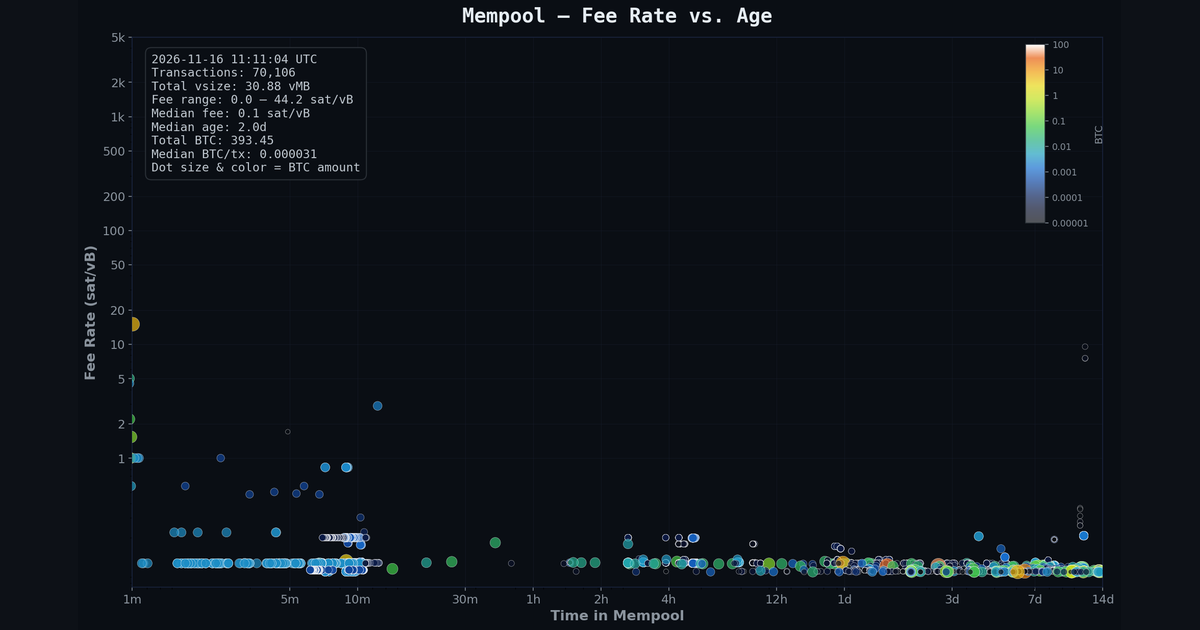 Mempool — Fee Rate vs. Age
2026-11-16 11:11:04 UTC
Transactions: 70,106
Total vsize: 30.88 vMB
Fee range: 0.0 — 44.2 sat/vB
Median fee: 0.1 sat/vB
Median age: 2.0d
Total BTC: 393.45
Median BTC/tx: 0.000031
Dot size & color = BTC amount
100
10
1
0.1
0.01
0.001
0.0001
0.00001
BTC
5k
2k
1k
500
200
100
50
20
10
5
2
1
Fee Rate (sat/vB)
1m 5m 10m 30m 1h 2h 4h 12h 1d 3d 7d 14d
Time in Mempool